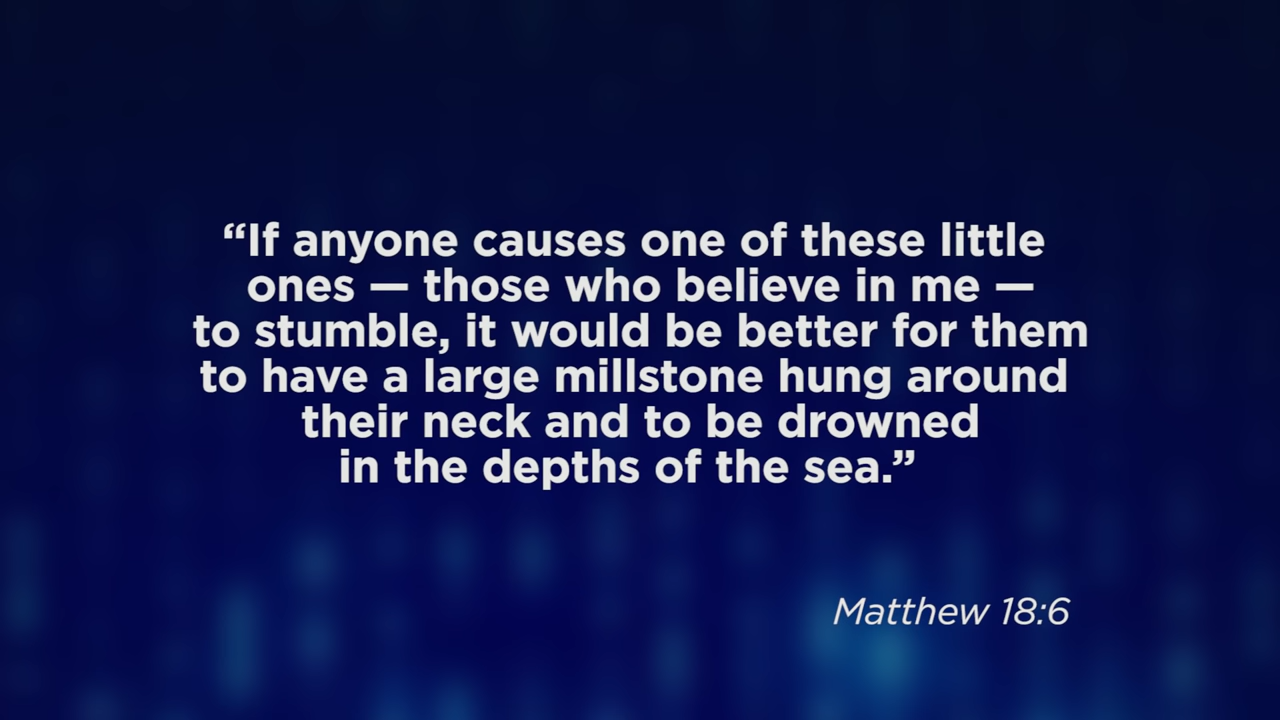 “If anyone causes one of these little
ones — those who believe in me —
to stumble, it would be better for them
to have a large millstone hung around
their neck and to be drowned
in the depths of the sea.”
Matthew 18:6